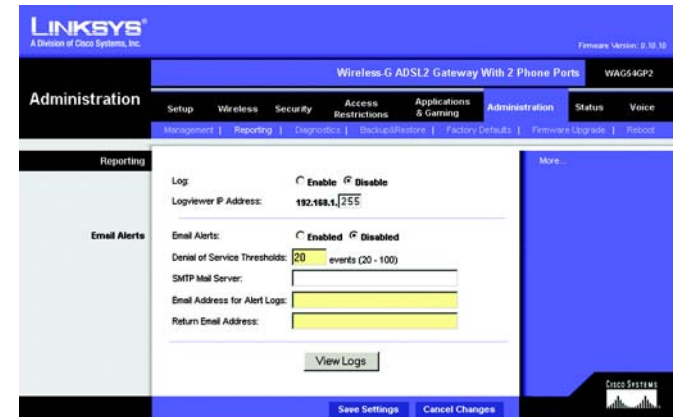 LINKSYS®
A Division of Cisco Systems, Inc.
Firmware Version: 0.10.10
Wireless-G ADSL2 Gateway With 2 Phone Ports WAG54GP2
Administration
Setup Wireless Security Access Restrictions Applications & Gaming Administration Status Voice
Management | Reporting | Diagnostics | Backup&Restore | Factory Defaults | Firmware Upgrade | Reboot
Reporting
More...
Log: Enable Disable
Logviewer IP Address: 192.168.1.255
Email Alerts
Email Alerts: Enabled Disabled
Denial of Service Thresholds: 20 events (20 - 100)
SMTP Mail Server:
Email Address for Alert Logs:
Return Email Address:
View Logs
Save Settings Cancel Changes
CISCO SYSTEMS